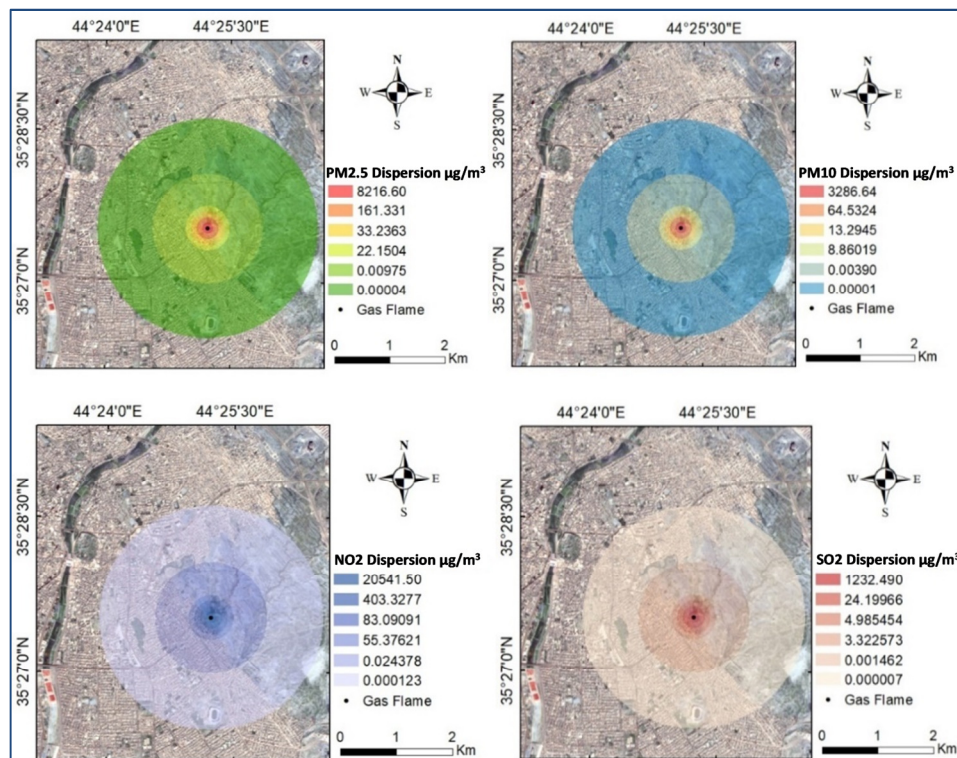 44°24'0"E 44°25'30"E
35°28'30"N
35°27'0"N
N
W E
S
PM2.5 Dispersion µg/m³
8216.60
161.331
33.2363
22.1504
0.00975
0.00004
Gas Flame
0 1 2
Km
44°24'0"E 44°25'30"E
35°28'30"N
35°27'0"N
N
W E
S
PM10 Dispersion µg/m³
3286.64
64.5324
13.2945
8.86019
0.00390
0.00001
Gas Flame
0 1 2
Km
44°24'0"E 44°25'30"E
35°28'30"N
35°27'0"N
N
W E
S
NO2 Dispersion µg/m³
20541.50
403.3277
83.09091
55.37621
0.024378
0.000123
Gas Flame
0 1 2
Km
44°24'0"E 44°25'30"E
35°28'30"N
35°27'0"N
N
W E
S
SO2 Dispersion µg/m³
1232.490
24.19966
4.985454
3.322573
0.001462
0.000007
Gas Flame
0 1 2
Km